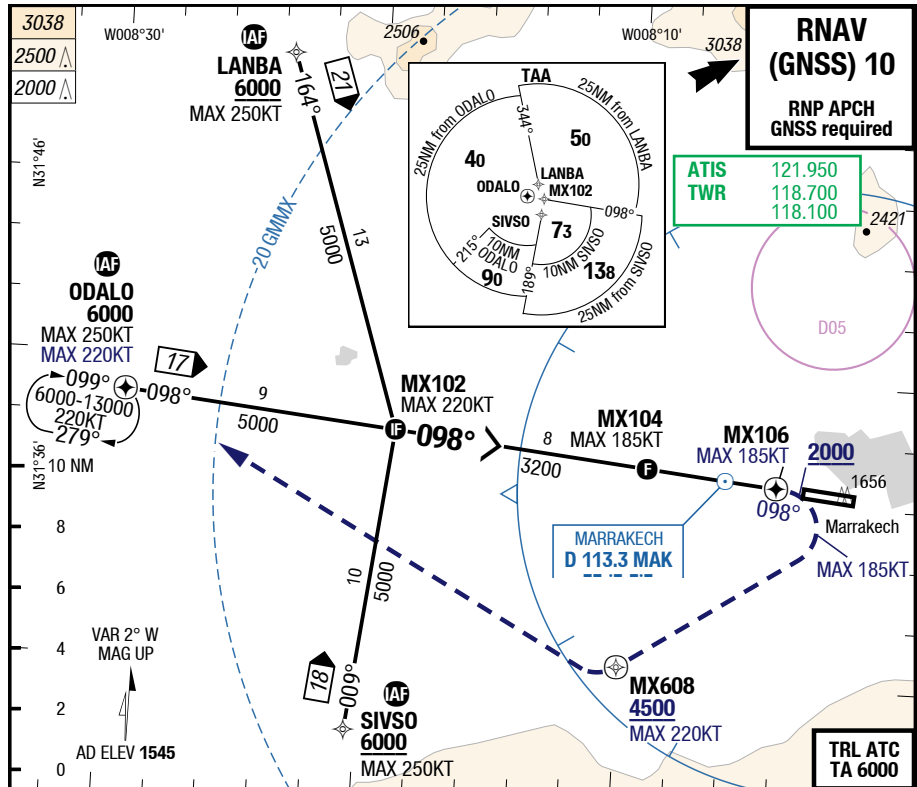 3038
2500
2000
W008°30'
2506
W008°10'
3038
RNAV
(GNSS) 10
RNP APCH
GNSS required
IAF
LANBA
6000
MAX 250KT
164°
21
TAA
25NM from ODALO
25NM from LANBA
344°
40
50
LANBA
MX102
ODALO
SIVSO
098°
73
215°
10NM
ODALO
10NM SIVSO
189°
90
138
25NM from SIVSO
ATIS 121.950
TWR 118.700
118.100
2421
D05
N31°46'
20 GMMX
13
5000
IAF
ODALO
6000
MAX 250KT
MAX 220KT
17
099°
098°
6000-13000
220KT
279°
9
5000
MX102
MAX 220KT
IF
098°
8
3200
MX104
MAX 185KT
F
MX106
MAX 185KT
2000
1656
098°
Marrakech
MAX 185KT
N31°36'
10 NM
8
6
4
2
0
MARRAKECH
D 113.3 MAK
10
5000
VAR 2° W
MAG UP
AD ELEV 1545
18
009°
IAF
SIVSO
6000
MAX 250KT
MX608
4500
MAX 220KT
TRL ATC
TA 6000